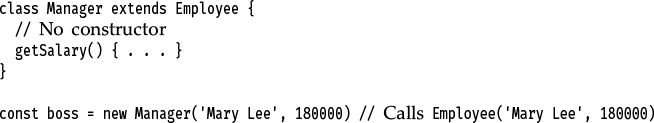 class Manager extends Employee {
// No constructor
getSalary() { . . . }
}
const boss = new Manager('Mary Lee', 180000) // Calls Employee('Mary Lee', 180000)